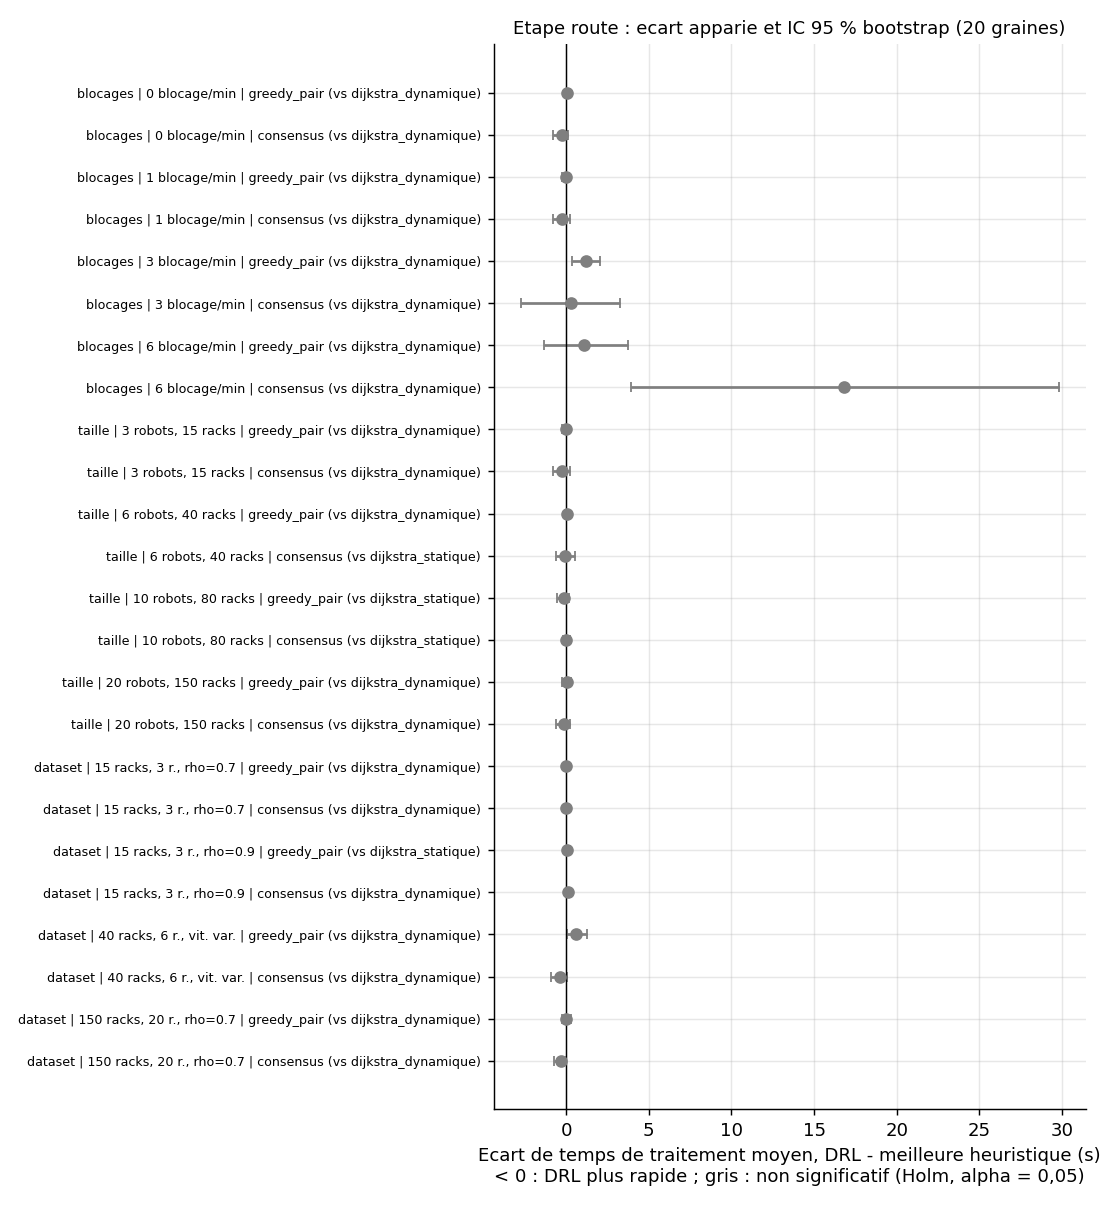 Etape route : ecart apparie et IC 95 % bootstrap (20 graines)
blocages | 0 blocage/min | greedy_pair (vs dijkstra_dynamique)
blocages | 0 blocage/min | consensus (vs dijkstra_dynamique)
blocages | 1 blocage/min | greedy_pair (vs dijkstra_dynamique)
blocages | 1 blocage/min | consensus (vs dijkstra_dynamique)
blocages | 3 blocage/min | greedy_pair (vs dijkstra_dynamique)
blocages | 3 blocage/min | consensus (vs dijkstra_dynamique)
blocages | 6 blocage/min | greedy_pair (vs dijkstra_dynamique)
blocages | 6 blocage/min | consensus (vs dijkstra_dynamique)
taille | 3 robots, 15 racks | greedy_pair (vs dijkstra_dynamique)
taille | 3 robots, 15 racks | consensus (vs dijkstra_dynamique)
taille | 6 robots, 40 racks | greedy_pair (vs dijkstra_dynamique)
taille | 6 robots, 40 racks | consensus (vs dijkstra_statique)
taille | 10 robots, 80 racks | greedy_pair (vs dijkstra_statique)
taille | 10 robots, 80 racks | consensus (vs dijkstra_statique)
taille | 20 robots, 150 racks | greedy_pair (vs dijkstra_dynamique)
taille | 20 robots, 150 racks | consensus (vs dijkstra_dynamique)
dataset | 15 racks, 3 r., rho=0.7 | greedy_pair (vs dijkstra_dynamique)
dataset | 15 racks, 3 r., rho=0.7 | consensus (vs dijkstra_dynamique)
dataset | 15 racks, 3 r., rho=0.9 | greedy_pair (vs dijkstra_statique)
dataset | 15 racks, 3 r., rho=0.9 | consensus (vs dijkstra_dynamique)
dataset | 40 racks, 6 r., vit. var. | greedy_pair (vs dijkstra_dynamique)
dataset | 40 racks, 6 r., vit. var. | consensus (vs dijkstra_dynamique)
dataset | 150 racks, 20 r., rho=0.7 | greedy_pair (vs dijkstra_dynamique)
dataset | 150 racks, 20 r., rho=0.7 | consensus (vs dijkstra_dynamique)
0 5 10 15 20 25 30
Ecart de temps de traitement moyen, DRL - meilleure heuristique (s)
< 0 : DRL plus rapide ; gris : non significatif (Holm, alpha = 0,05)